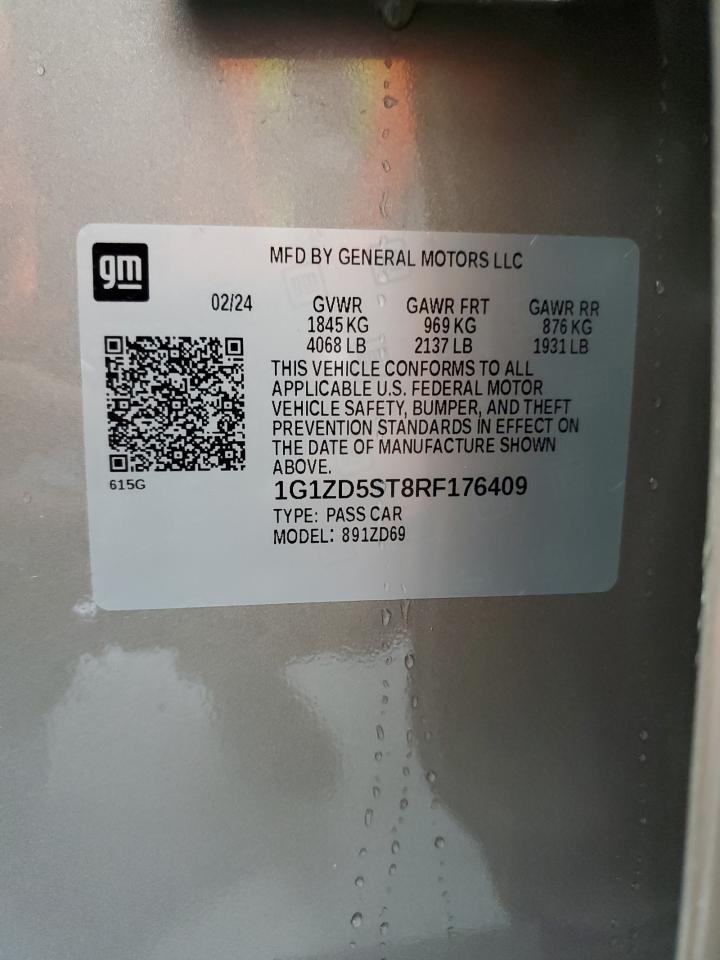 gm
MFD BY GENERAL MOTORS LLC
02/24
GVWR GAWR FRT GAWR RR
1845 KG 969 KG 876 KG
4068 LB 2137 LB 1931 LB
THIS VEHICLE CONFORMS TO ALL
APPLICABLE U.S. FEDERAL MOTOR
VEHICLE SAFETY, BUMPER, AND THEFT
PREVENTION STANDARDS IN EFFECT ON
THE DATE OF MANUFACTURE SHOWN
ABOVE.
615G
1G1ZD5ST8RF176409
TYPE: PASS CAR
MODEL: 891ZD69